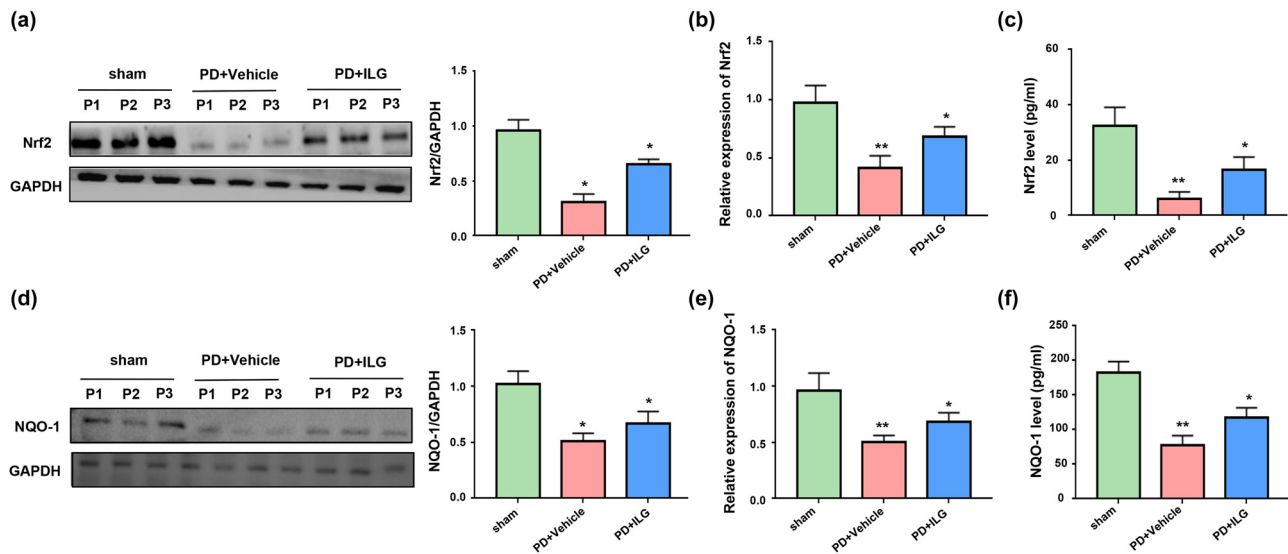 (a)
sham PD+Vehicle PD+ILG
P1 P2 P3 P1 P2 P3 P1 P2 P3
Nrf2
GAPDH
Nrf2/GAPDH
1.5
1.0
0.5
0.0
*
*
sham
PD+Vehicle
PD+ILG
(b)
Relative expression of Nrf2
1.5
1.0
0.5
0.0
**
*
sham
PD+Vehicle
PD+ILG
(c)
Nrf2 level (pg/ml)
60
40
20
0
**
*
sham
PD+Vehicle
PD+ILG
(d)
sham PD+Vehicle PD+ILG
P1 P2 P3 P1 P2 P3 P1 P2 P3
NQO-1
GAPDH
NQO-1/GAPDH
1.5
1.0
0.5
0.0
*
*
sham
PD+Vehicle
PD+ILG
(e)
Relative expression of NQO-1
1.5
1.0
0.5
0.0
**
*
sham
PD+Vehicle
PD+ILG
(f)
NQO-1 level (pg/ml)
250
200
150
100
50
0.00
**
*
sham
PD+Vehicle
PD+ILG